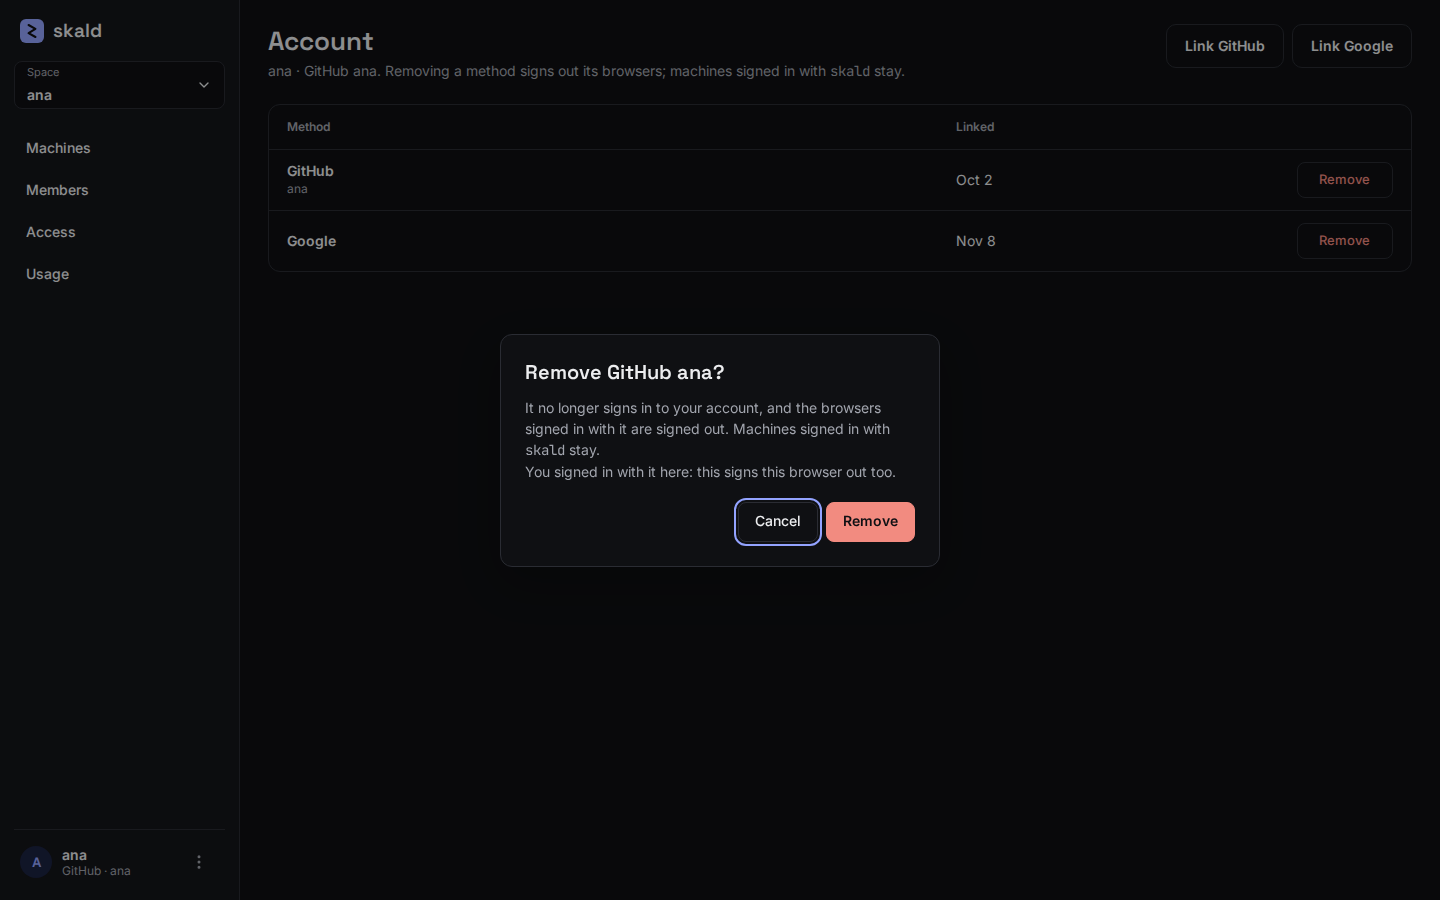 skald
Space
ana
Machines
Members
Access
Usage
ana
GitHub · ana
A
Account
ana · GitHub ana. Removing a method signs out its browsers; machines signed in with skald stay.
Link GitHub
Link Google
Method
Linked
GitHub
ana
Oct 2
Remove
Google
Nov 8
Remove
Remove GitHub ana?
It no longer signs in to your account, and the browsers
signed in with it are signed out. Machines signed in with
skald stay.
You signed in with it here: this signs this browser out too.
Cancel
Remove